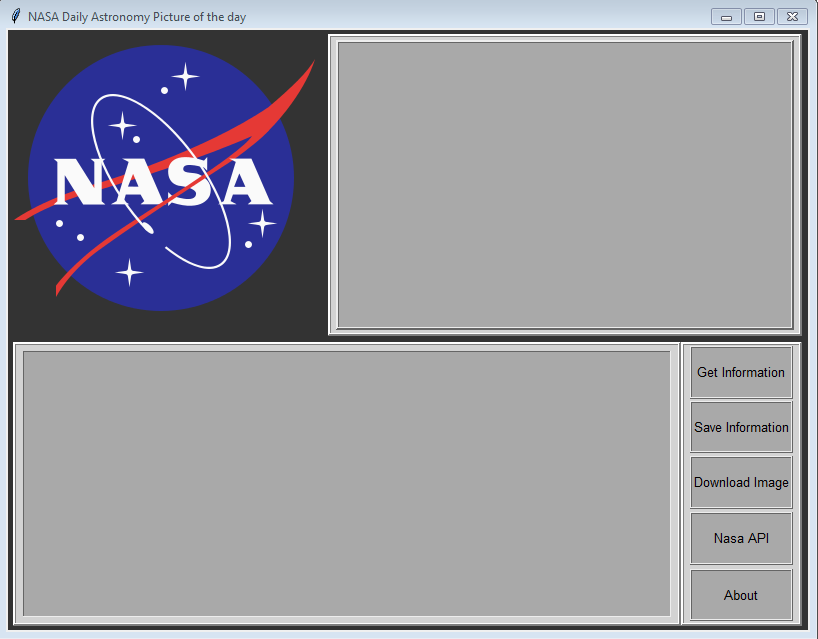 NASA Daily Astronomy Picture of the day
NASA
Get Information
Save Information
Download Image
Nasa API
About